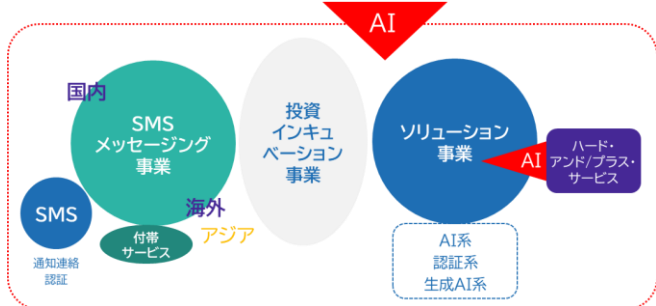 AI
国内
SMS
メッセージング
事業
海外
アジア
SMS
通知連絡
認証
付帯
サービス
投資
インキュ
ベーション
事業
ソリューション
事業
AI
ハード・
アンド/プラス・
サービス
AI系
認証系
生成AI系